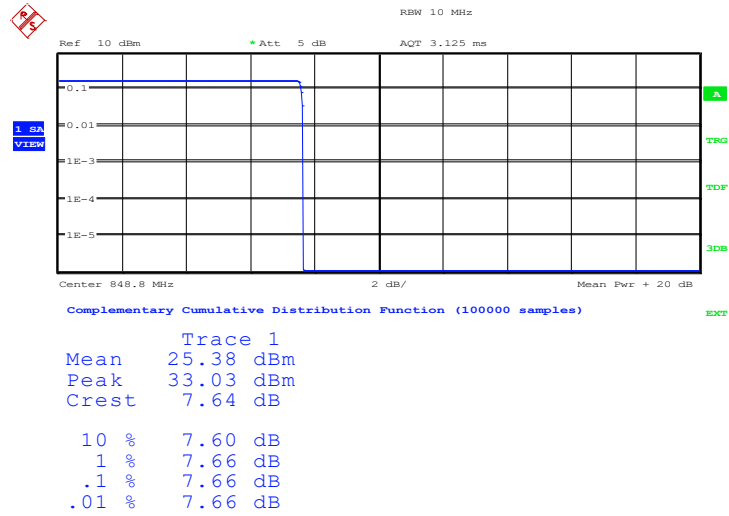 R S
RBW 10 MHz
Ref 10 dBm * Att 5 dB AQT 3.125 ms
0.1
A
0.01
1 SA
VIEW
TRG
1E-3
TDF
1E-4
1E-5
3DB
Center 848.8 MHz 2 dB/ Mean Pwr + 20 dB
Complementary Cumulative Distribution Function (100000 samples)
EXT
Trace 1
Mean 25.38 dBm
Peak 33.03 dBm
Crest 7.64 dB
10 % 7.60 dB
1 % 7.66 dB
.1 % 7.66 dB
.01 % 7.66 dB